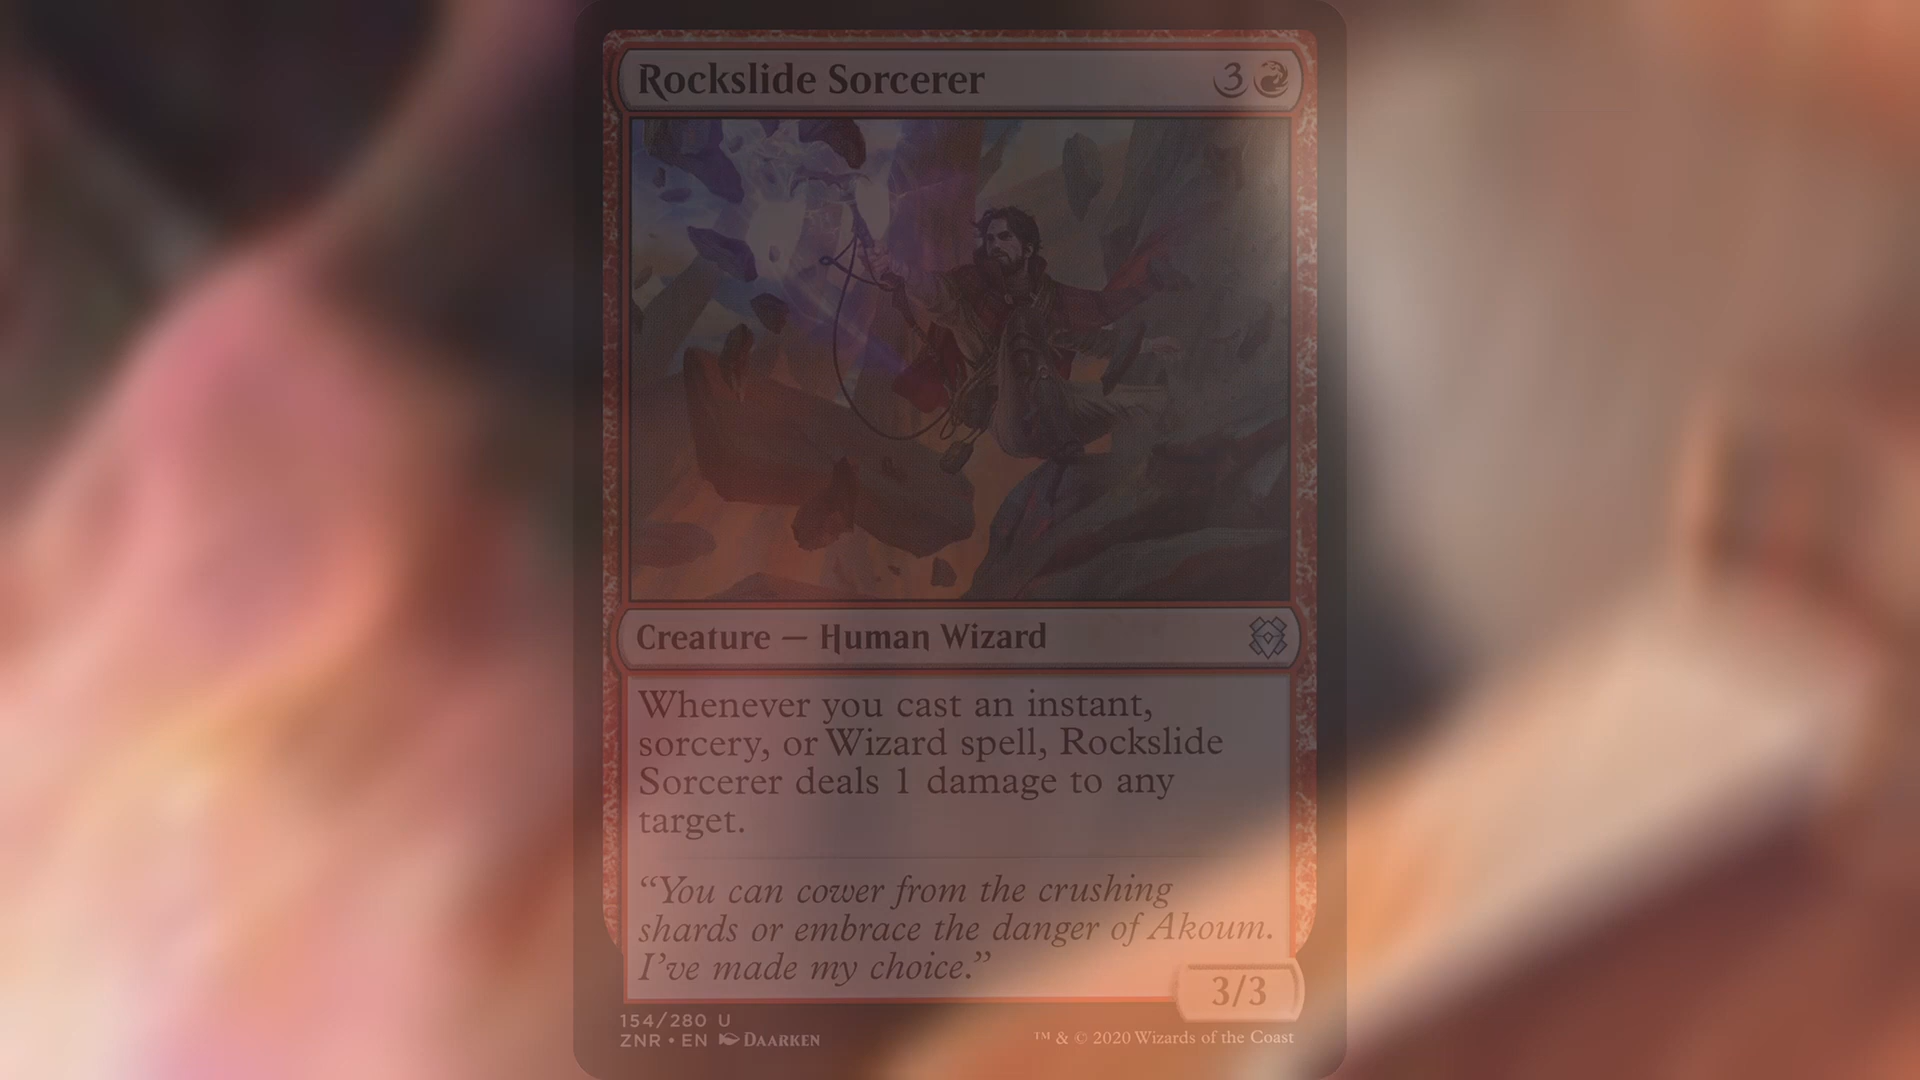 Rockslide Sorcerer 3
Creature — Human Wizard
Whenever you cast an instant,
sorcery, or Wizard spell, Rockslide
Sorcerer deals 1 damage to any
target.
“You can cower from the crushing
shards or embrace the danger of Akoum.
I’ve made my choice.”
3/3
154/280 U
ZNR • EN DAARKEN
™ & © 2020 Wizards of the Coast